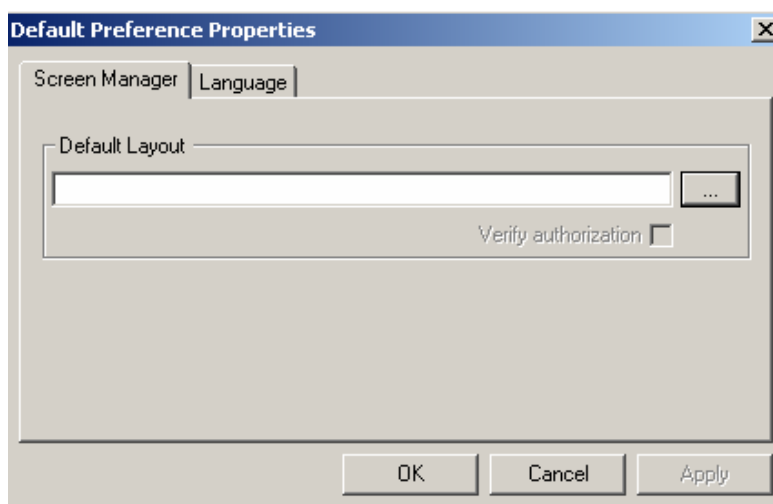 Default Preference Properties
Screen Manager Language
Default Layout
...
Verify authorization
OK Cancel Apply